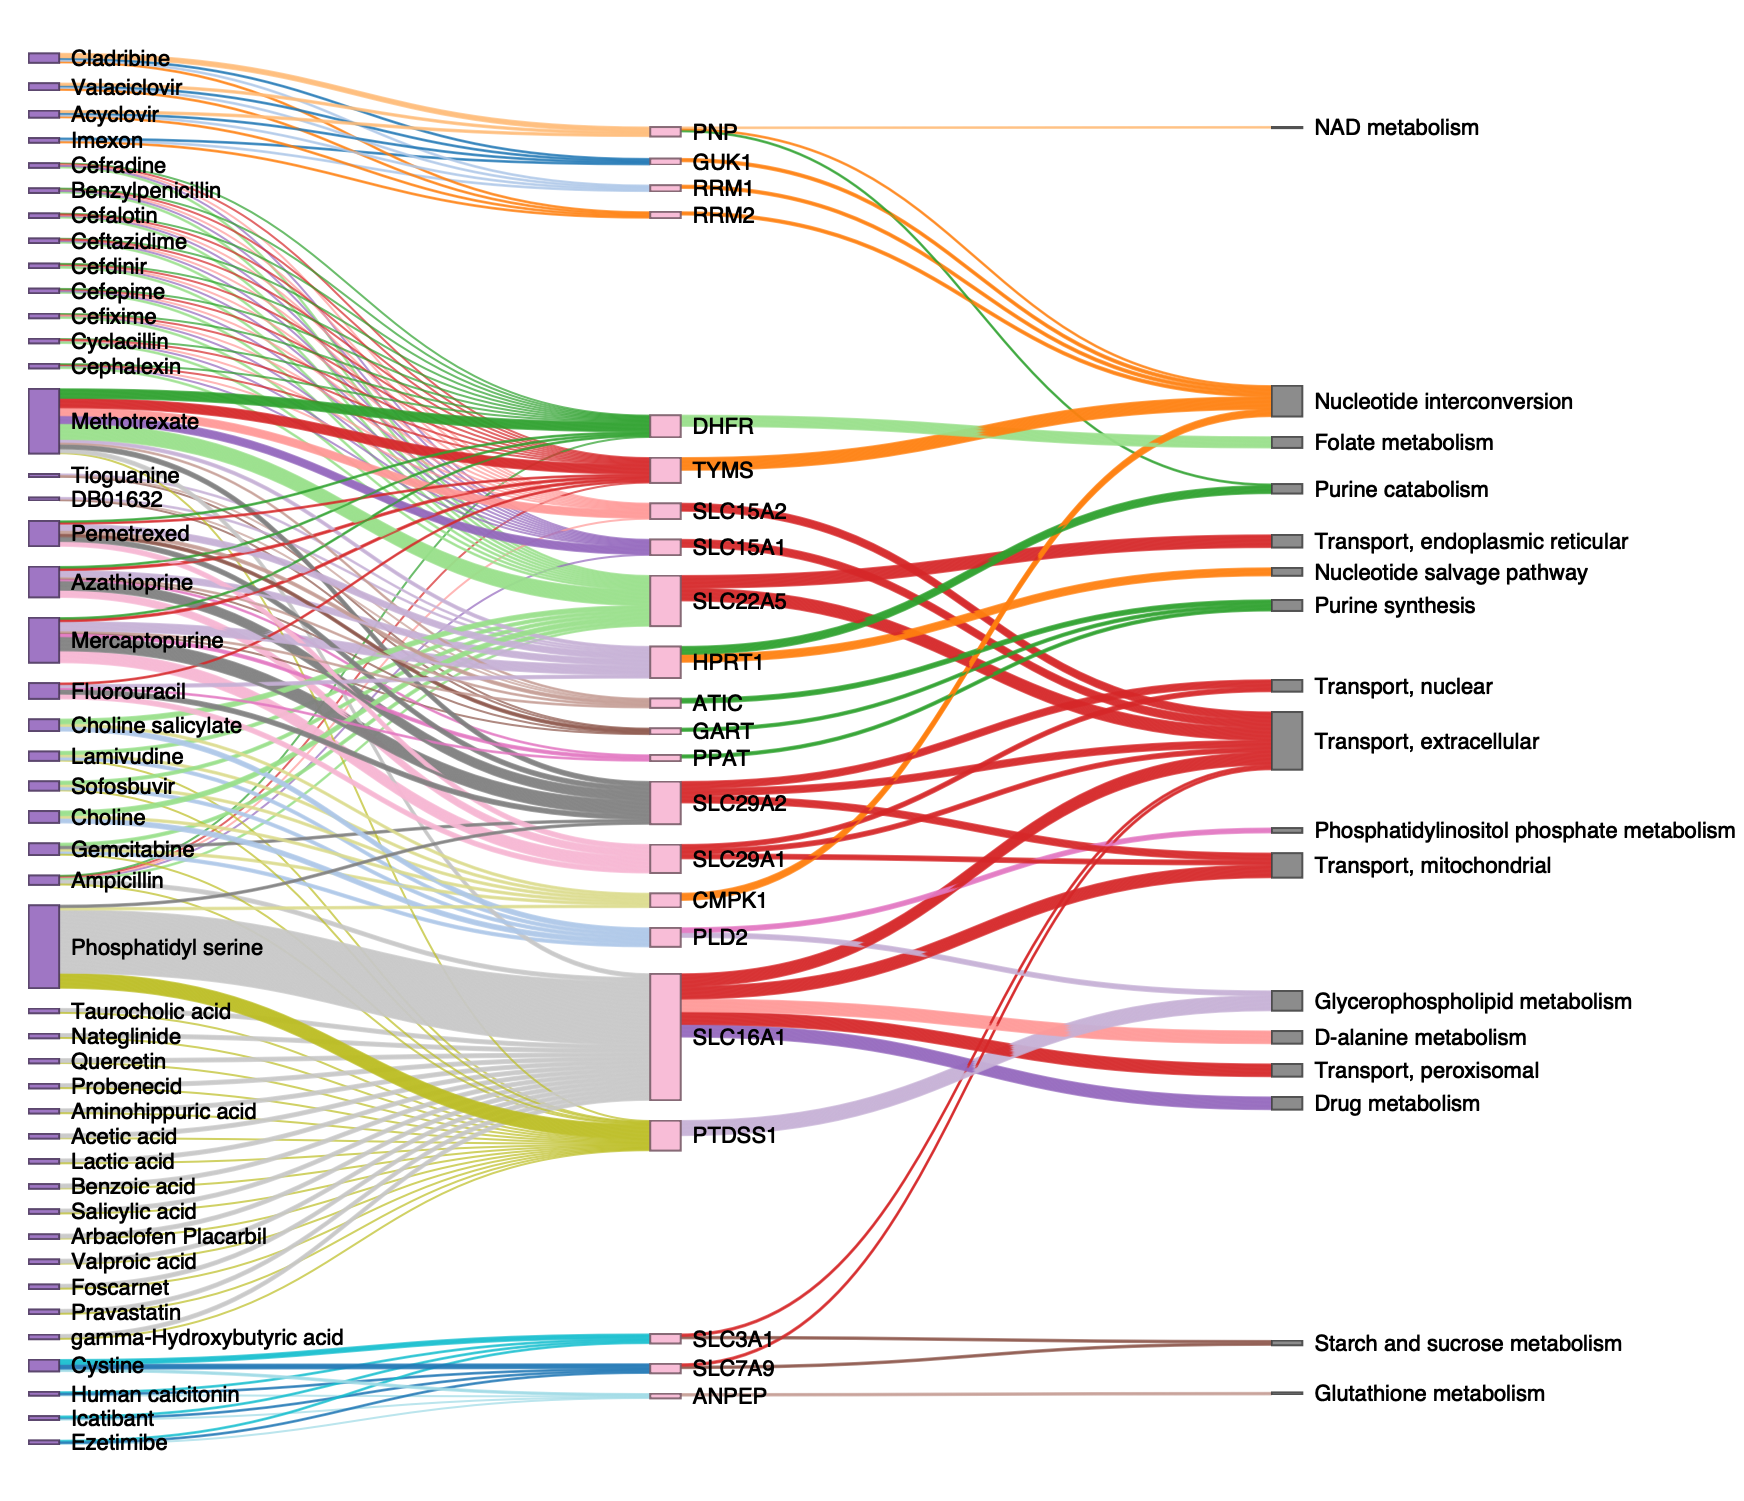 Cladribine
Valaciclovir
Acyclovir
Imexon
Cefradine
Benzylpenicillin
Cefalotin
Ceftazidime
Cefdinir
Cefepime
Cefixime
Cyclacillin
Cephalexin
Methotrexate
Tioguanine
DB01632
Pemetrexed
Azathioprine
Mercaptopurine
Fluorouracil
Choline salicylate
Lamivudine
Sofosbuvir
Choline
Gemcitabine
Ampicillin
Phosphatidyl serine
Taurocholic acid
Nateglinide
Quercetin
Probenecid
Aminohippuric acid
Acetic acid
Lactic acid
Benzoic acid
Salicylic acid
Arbaclofen Placarbil
Valproic acid
Foscarnet
Pravastatin
gamma-Hydroxybutyric acid
Cystine
Human calcitonin
Icatibant
Ezetimibe
PNP
GUK1
RRM1
RRM2
DHFR
TYMS
SLC15A2
SLC15A1
SLC22A5
HPRT1
ATIC
GART
PPAT
SLC29A2
SLC29A1
CMPK1
PLD2
SLC16A1
PTDSS1
SLC3A1
SLC7A9
ANPEP
NAD metabolism
Nucleotide interconversion
Folate metabolism
Purine catabolism
Transport, endoplasmic reticular
Nucleotide salvage pathway
Purine synthesis
Transport, nuclear
Transport, extracellular
Phosphatidylinositol phosphate metabolism
Transport, mitochondrial
Glycerophospholipid metabolism
D-alanine metabolism
Transport, peroxisomal
Drug metabolism
Starch and sucrose metabolism
Glutathione metabolism